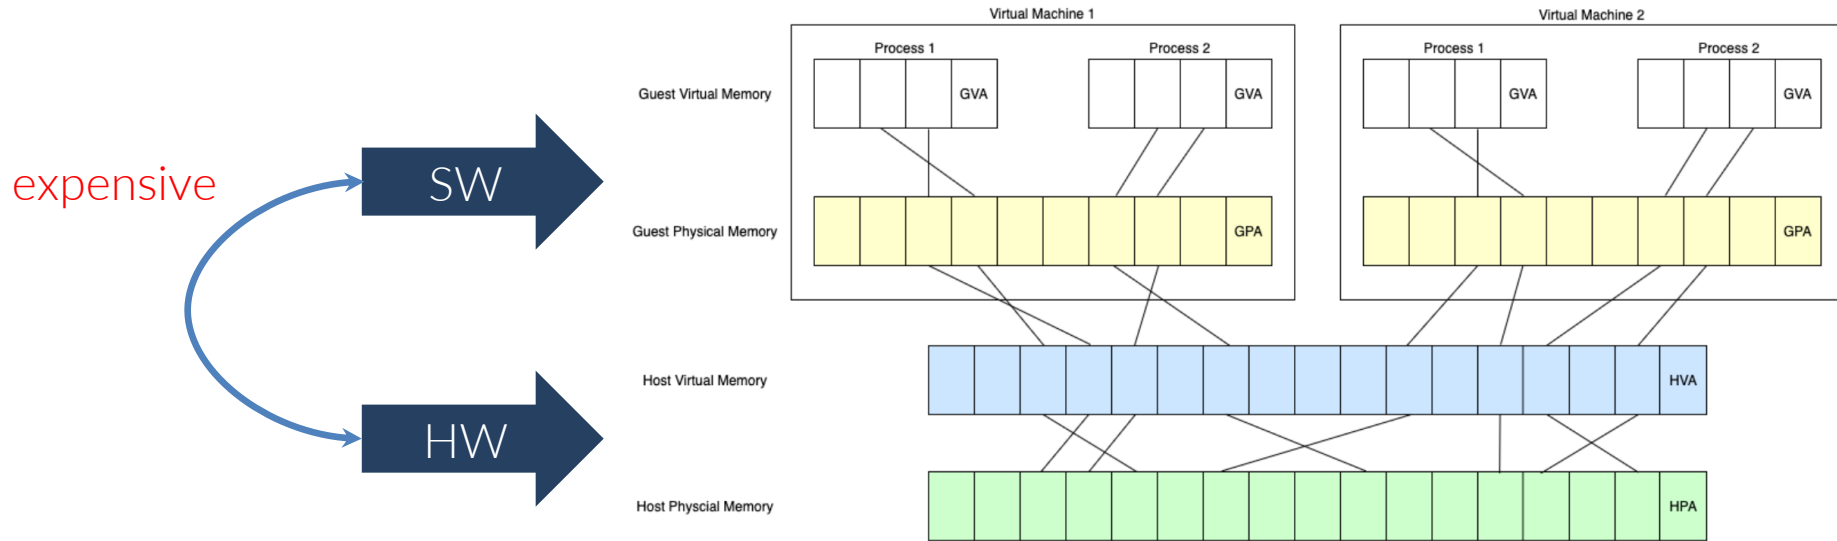 Virtual Machine 1
Virtual Machine 2
Process 1
Process 2
Process 1
Process 2
Guest Virtual Memory
GVA
GVA
GVA
GVA
expensive
SW
Guest Physical Memory
GPA
GPA
Host Virtual Memory
HVA
HW
Host Physcial Memory
HPA